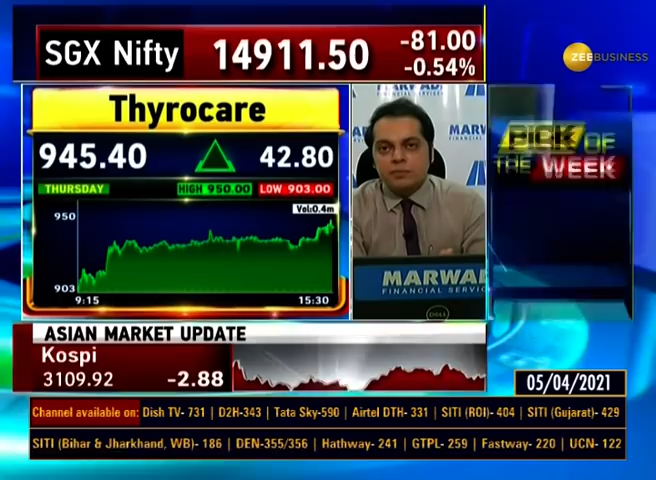 SGX Nifty 14911.50 -81.00
-0.54%
ZEE BUSINESS
Thyrocare
945.40 42.80
THURSDAY HIGH 950.00 LOW 903.00
Vol:0.4m
950
903
9:15 15:30
MARWA
FINANCIAL SERVIC
DELL
PICK OF
THE WEEK
ASIAN MARKET UPDATE
Kospi
3109.92 -2.88
05/04/2021
Channel available on: Dish TV- 731 | D2H-343 | Tata Sky-590 | Airtel DTH- 331 | SITI (ROI)- 404 | SITI (Gujarat)- 429
SITI (Bihar & Jharkhand, WB)- 186 | DEN-355/356 | Hathway- 241 | GTPL- 259 | Fastway- 220 | UCN- 122